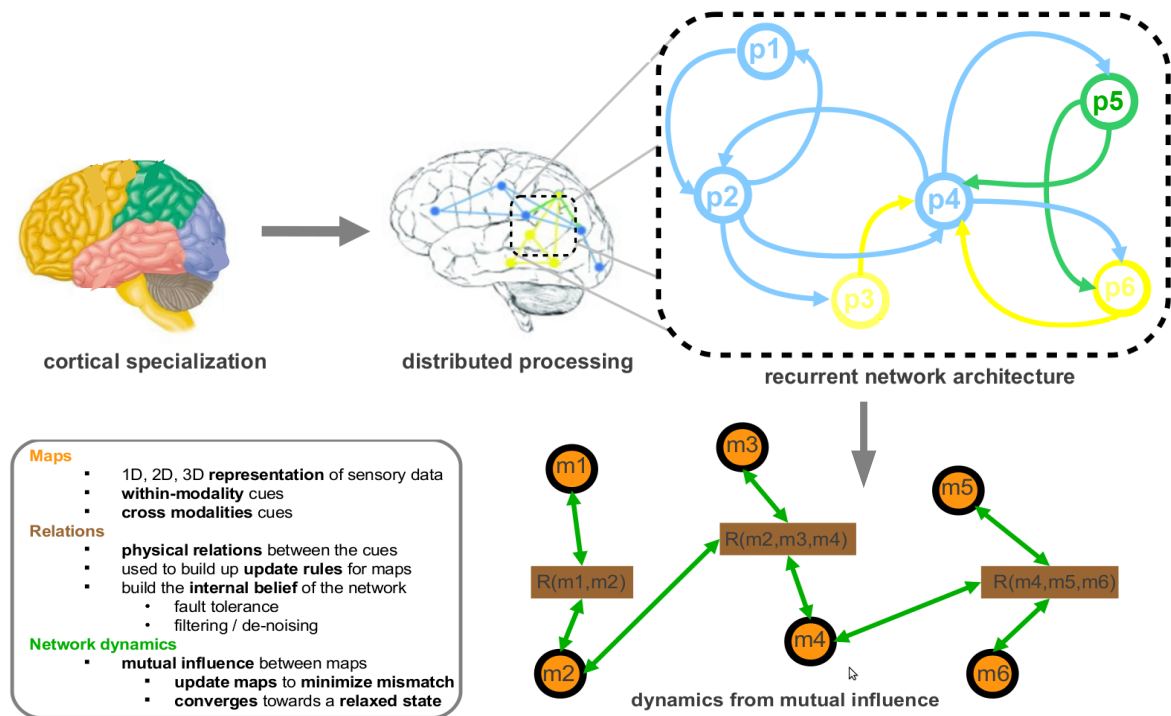 p1
p5
p2
p4
p3
p6
cortical specialization
distributed processing
recurrent network architecture
Maps
▪ 1D, 2D, 3D representation of sensory data
▪ within-modality cues
▪ cross modalities cues
Relations
▪ physical relations between the cues
▪ used to build up update rules for maps
▪ build the internal belief of the network
• fault tolerance
• filtering / de-noising
Network dynamics
▪ mutual influence between maps
▪ update maps to minimize mismatch
▪ converges towards a relaxed state
m1
m3
m5
R(m2,m3,m4)
R(m1,m2)
R(m4,m5,m6)
m2
m4
m6
dynamics from mutual influence